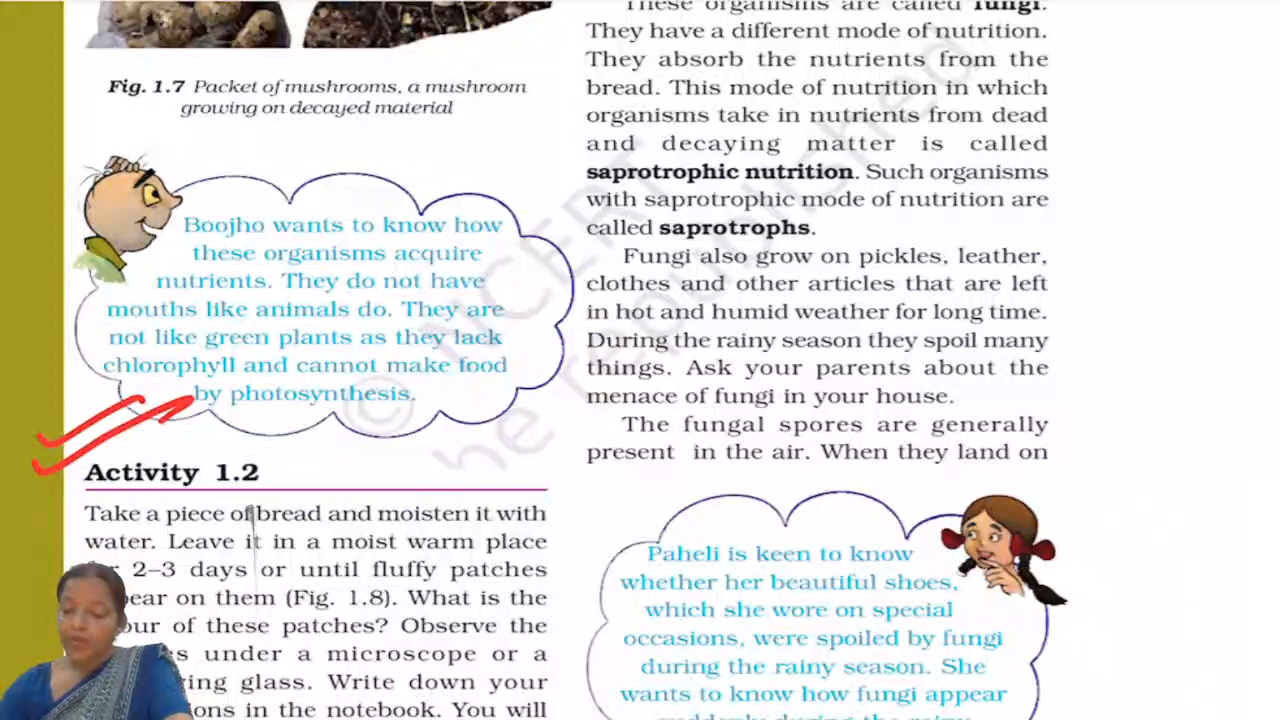 Fig. 1.7 Packet of mushrooms, a mushroom
growing on decayed material
Boojho wants to know how
these organisms acquire
nutrients. They do not have
mouths like animals do. They are
not like green plants as they lack
chlorophyll and cannot make food
by photosynthesis.
Activity 1.2
Take a piece of bread and moisten it with
water. Leave it in a moist warm place
2–3 days or until fluffy patches
on them (Fig. 1.8). What is the
of these patches? Observe the
under a microscope or a
glass. Write down your
in the notebook. You will
These organisms are called fungi.
They have a different mode of nutrition.
They absorb the nutrients from the
bread. This mode of nutrition in which
organisms take in nutrients from dead
and decaying matter is called
saprotrophic nutrition. Such organisms
with saprotrophic mode of nutrition are
called saprotrophs.
Fungi also grow on pickles, leather,
clothes and other articles that are left
in hot and humid weather for long time.
During the rainy season they spoil many
things. Ask your parents about the
menace of fungi in your house.
The fungal spores are generally
present in the air. When they land on
Paheli is keen to know
whether her beautiful shoes,
which she wore on special
occasions, were spoiled by fungi
during the rainy season. She
wants to know how fungi appear
suddenly during the rainy
© NCERT
be republished